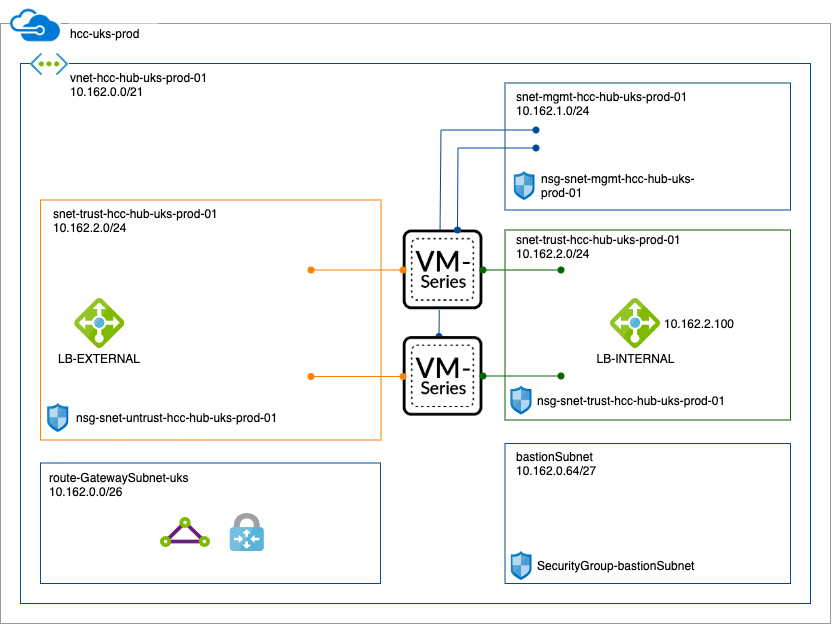 hcc-uks-prod
vnet-hcc-hub-uks-prod-01
10.162.0.0/21
snet-mgmt-hcc-hub-uks-prod-01
10.162.1.0/24
nsg-snet-mgmt-hcc-hub-uks-
prod-01
snet-trust-hcc-hub-uks-prod-01
10.162.2.0/24
LB-EXTERNAL
nsg-snet-untrust-hcc-hub-uks-prod-01
VM-
Series
VM-
Series
snet-trust-hcc-hub-uks-prod-01
10.162.2.0/24
10.162.2.100
LB-INTERNAL
nsg-snet-trust-hcc-hub-uks-prod-01
route-GatewaySubnet-uks
10.162.0.0/26
bastionSubnet
10.162.0.64/27
SecurityGroup-bastionSubnet